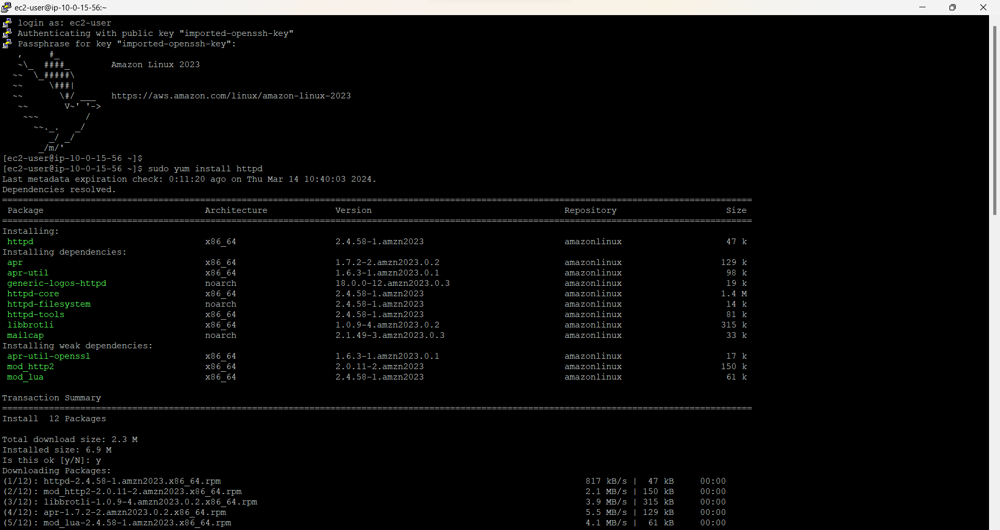 ec2-user@ip-10-0-15-56:~
login as: ec2-user
Authenticating with public key "imported-openssh-key"
Passphrase for key "imported-openssh-key":
   ,     #_
   ~\_  ####_        Amazon Linux 2023
  ~~  \_#####\
  ~~     \###|
  ~~       \#/ ___   https://aws.amazon.com/linux/amazon-linux-2023
   ~~       V~' '->
    ~~~         /
      ~~._.   _/
         _/ _/
       _/m/'
[ec2-user@ip-10-0-15-56 ~]$
[ec2-user@ip-10-0-15-56 ~]$ sudo yum install httpd
Last metadata expiration check: 0:11:20 ago on Thu Mar 14 10:40:03 2024.
Dependencies resolved.
================================================================================================================================================
 Package                               Architecture             Version                                     Repository                     Size
================================================================================================================================================
Installing:
 httpd                                 x86_64                   2.4.58-1.amzn2023                           amazonlinux                    47 k
Installing dependencies:
 apr                                   x86_64                   1.7.2-2.amzn2023.0.2                        amazonlinux                   129 k
 apr-util                              x86_64                   1.6.3-1.amzn2023.0.1                        amazonlinux                    98 k
 generic-logos-httpd                   noarch                   18.0.0-12.amzn2023.0.3                      amazonlinux                    19 k
 httpd-core                            x86_64                   2.4.58-1.amzn2023                           amazonlinux                   1.4 M
 httpd-filesystem                      noarch                   2.4.58-1.amzn2023                           amazonlinux                    14 k
 httpd-tools                           x86_64                   2.4.58-1.amzn2023                           amazonlinux                    81 k
 libbrotli                             x86_64                   1.0.9-4.amzn2023.0.2                        amazonlinux                   315 k
 mailcap                               noarch                   2.1.49-3.amzn2023.0.3                       amazonlinux                    33 k
Installing weak dependencies:
 apr-util-openssl                      x86_64                   1.6.3-1.amzn2023.0.1                        amazonlinux                    17 k
 mod_http2                             x86_64                   2.0.11-2.amzn2023                           amazonlinux                   150 k
 mod_lua                               x86_64                   2.4.58-1.amzn2023                           amazonlinux                    61 k

Transaction Summary
================================================================================================================================================
Install  12 Packages

Total download size: 2.3 M
Installed size: 6.9 M
Is this ok [y/N]: y
Downloading Packages:
(1/12): httpd-2.4.58-1.amzn2023.x86_64.rpm                                                                      817 kB/s |  47 kB     00:00
(2/12): mod_http2-2.0.11-2.amzn2023.x86_64.rpm                                                                  2.1 MB/s | 150 kB     00:00
(3/12): libbrotli-1.0.9-4.amzn2023.0.2.x86_64.rpm                                                               3.9 MB/s | 315 kB     00:00
(4/12): apr-1.7.2-2.amzn2023.0.2.x86_64.rpm                                                                     5.5 MB/s | 129 kB     00:00
(5/12): mod_lua-2.4.58-1.amzn2023.x86_64.rpm                                                                    4.1 MB/s |  61 kB     00:00